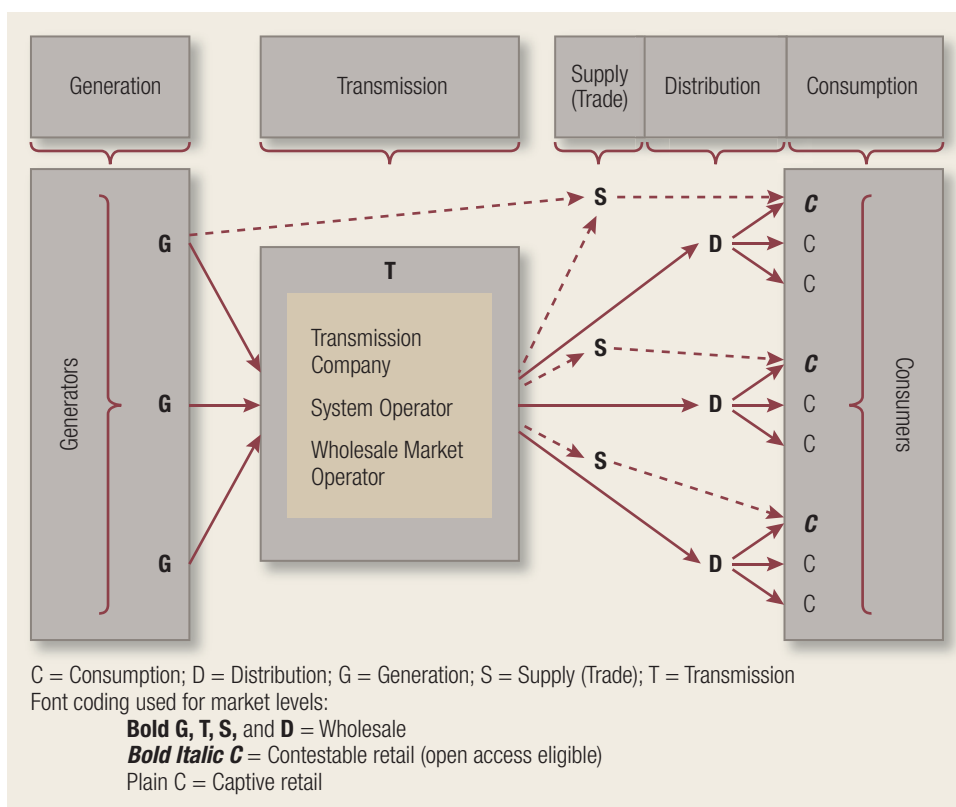 Generation
Transmission
Supply
(Trade)
Distribution
Consumption
Generators
G
G
G
T
Transmission
Company
System Operator
Wholesale Market
Operator
S
S
S
D
D
D
C
C
C
C
C
C
C
C
C
Consumers
C = Consumption; D = Distribution; G = Generation; S = Supply (Trade); T = Transmission
Font coding used for market levels:
Bold G, T, S, and D = Wholesale
Bold Italic C = Contestable retail (open access eligible)
Plain C = Captive retail